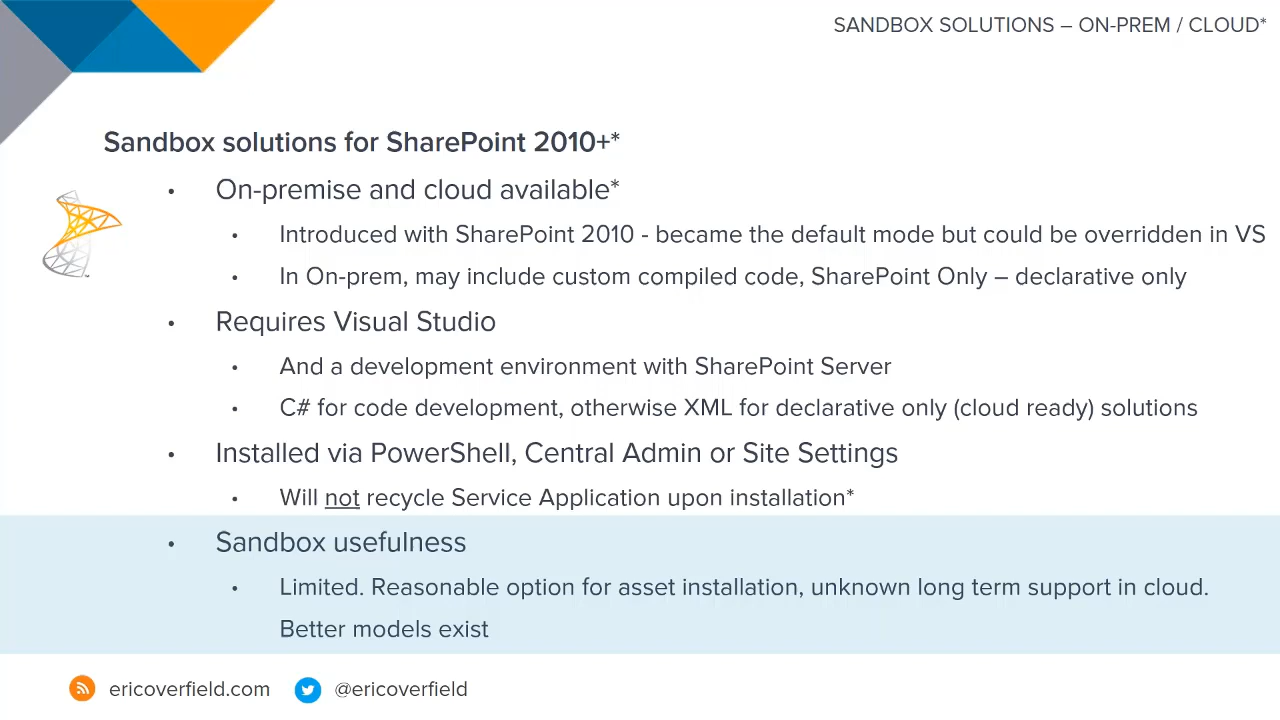 SANDBOX SOLUTIONS – ON-PREM / CLOUD*
Sandbox solutions for SharePoint 2010+*
• On-premise and cloud available*
• Introduced with SharePoint 2010 - became the default mode but could be overridden in VS
• In On-prem, may include custom compiled code, SharePoint Only – declarative only
• Requires Visual Studio
• And a development environment with SharePoint Server
• C# for code development, otherwise XML for declarative only (cloud ready) solutions
• Installed via PowerShell, Central Admin or Site Settings
• Will not recycle Service Application upon installation*
• Sandbox usefulness
• Limited. Reasonable option for asset installation, unknown long term support in cloud.
Better models exist
ericoverfield.com @ericoverfield